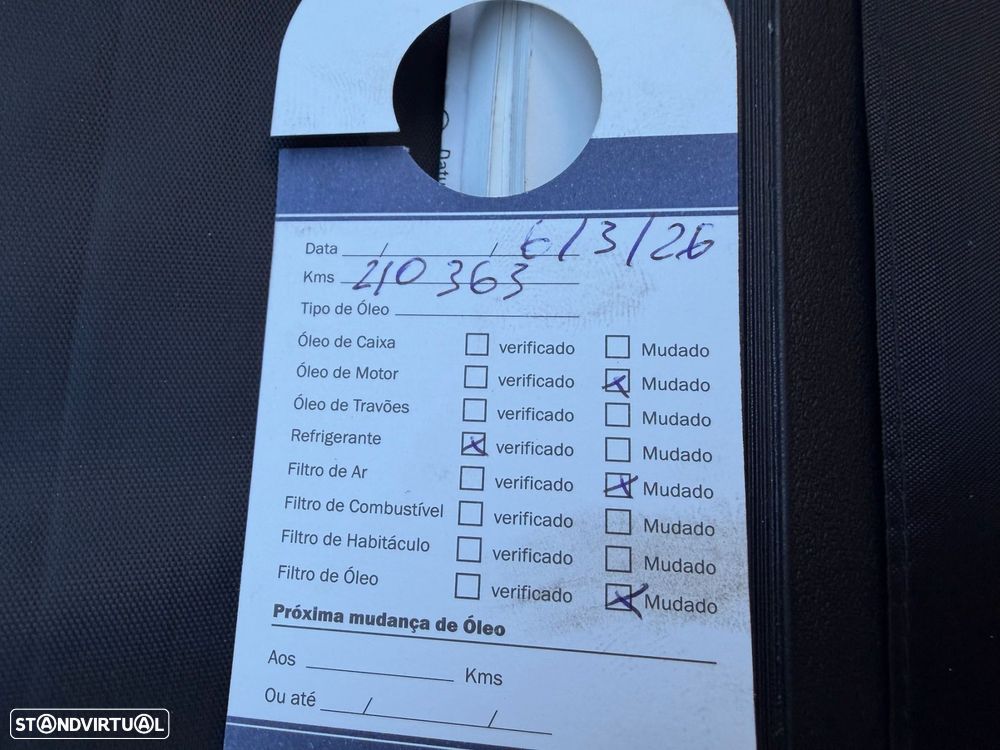 Datu
Data / / 6/3/26
Kms 210363
Tipo de Óleo
Óleo de Caixa verificado Mudado
Óleo de Motor verificado x Mudado
Óleo de Travões verificado Mudado
Refrigerante x verificado Mudado
Filtro de Ar verificado x Mudado
Filtro de Combustível verificado Mudado
Filtro de Habitáculo verificado Mudado
Filtro de Óleo verificado x Mudado
Próxima mudança de Óleo
Aos Kms
Ou até / /
STANDVIRTUAL